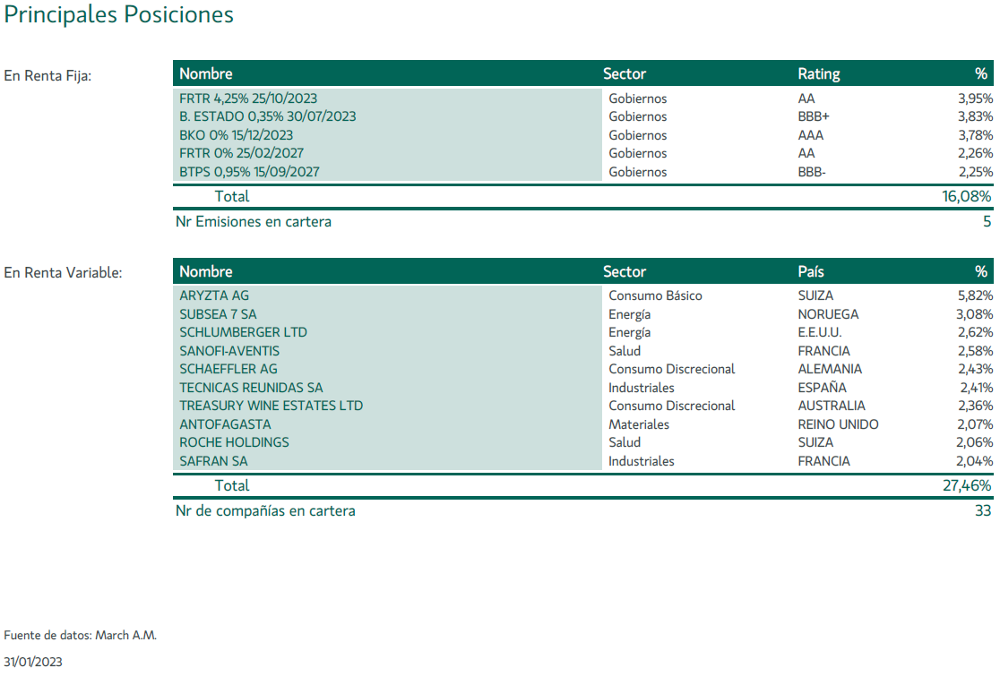 Principales Posiciones
En Renta Fija:
Nombre Sector Rating %
FRTR 4,25% 25/10/2023 Gobiernos AA 3,95%
B. ESTADO 0,35% 30/07/2023 Gobiernos BBB+ 3,83%
BKO 0% 15/12/2023 Gobiernos AAA 3,78%
FRTR 0% 25/02/2027 Gobiernos AA 2,26%
BTPS 0,95% 15/09/2027 Gobiernos BBB- 2,25%
Total 16,08%
Nr Emisiones en cartera 5
En Renta Variable:
Nombre Sector País %
ARYZTA AG Consumo Básico SUIZA 5,82%
SUBSEA 7 SA Energía NORUEGA 3,08%
SCHLUMBERGER LTD Energía E.E.U.U. 2,62%
SANOFI-AVENTIS Salud FRANCIA 2,58%
SCHAEFFLER AG Consumo Discrecional ALEMANIA 2,43%
TECNICAS REUNIDAS SA Industriales ESPAÑA 2,41%
TREASURY WINE ESTATES LTD Consumo Discrecional AUSTRALIA 2,36%
ANTOFAGASTA Materiales REINO UNIDO 2,07%
ROCHE HOLDINGS Salud SUIZA 2,06%
SAFRAN SA Industriales FRANCIA 2,04%
Total 27,46%
Nr de compañías en cartera 33
Fuente de datos: March A.M.
31/01/2023